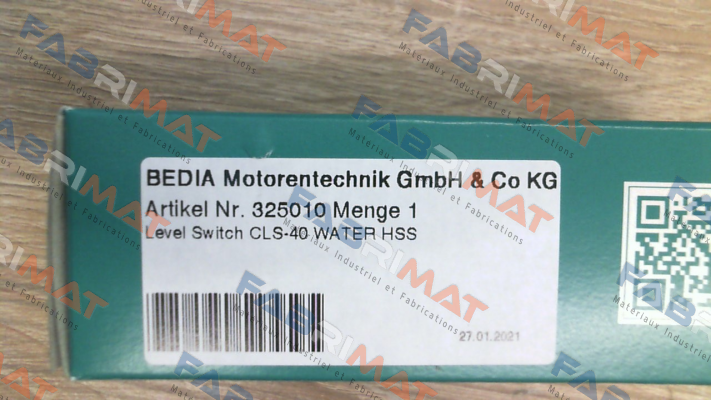 BEDIA Motorentechnik GmbH & Co KG
Artikel Nr. 325010 Menge 1
Level Switch CLS-40 WATER HSS
27.01.2021
FABRIMAT
Matériaux Industriel et Fabrications